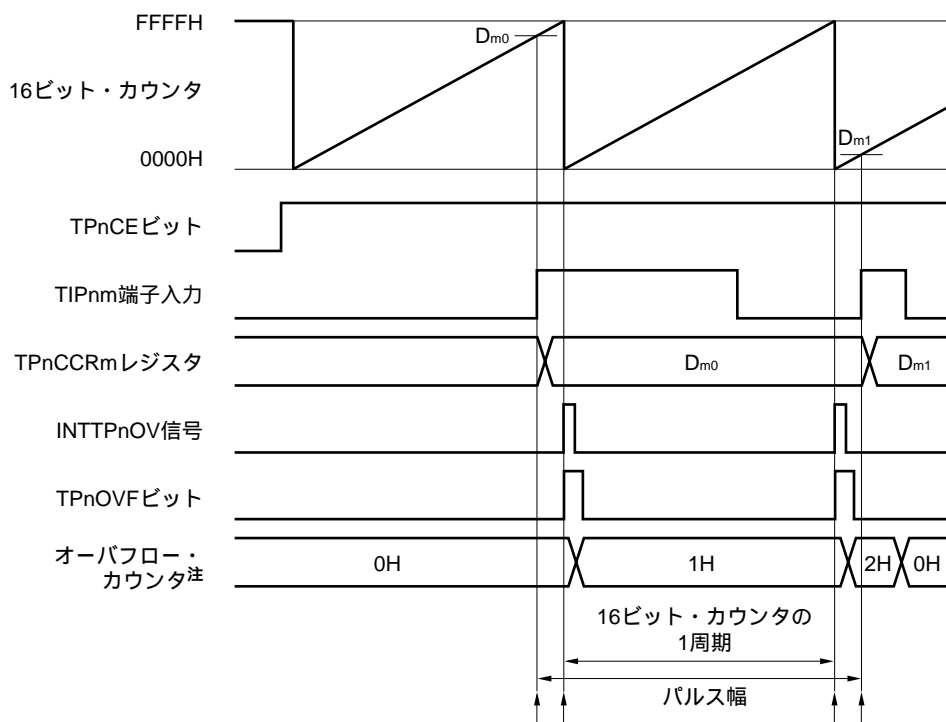 FFFFH
Dm0
16ビット・カウンタ
Dm1
0000H
TPnCEビット
TIPnm端子入力
TPnCCRmレジスタ
Dm0
Dm1
INTTPnOV信号
TPnOVFビット
オーバフロー・
カウンタ注
0H
1H
2H
0H
16ビット・カウンタの
1周期
パルス幅